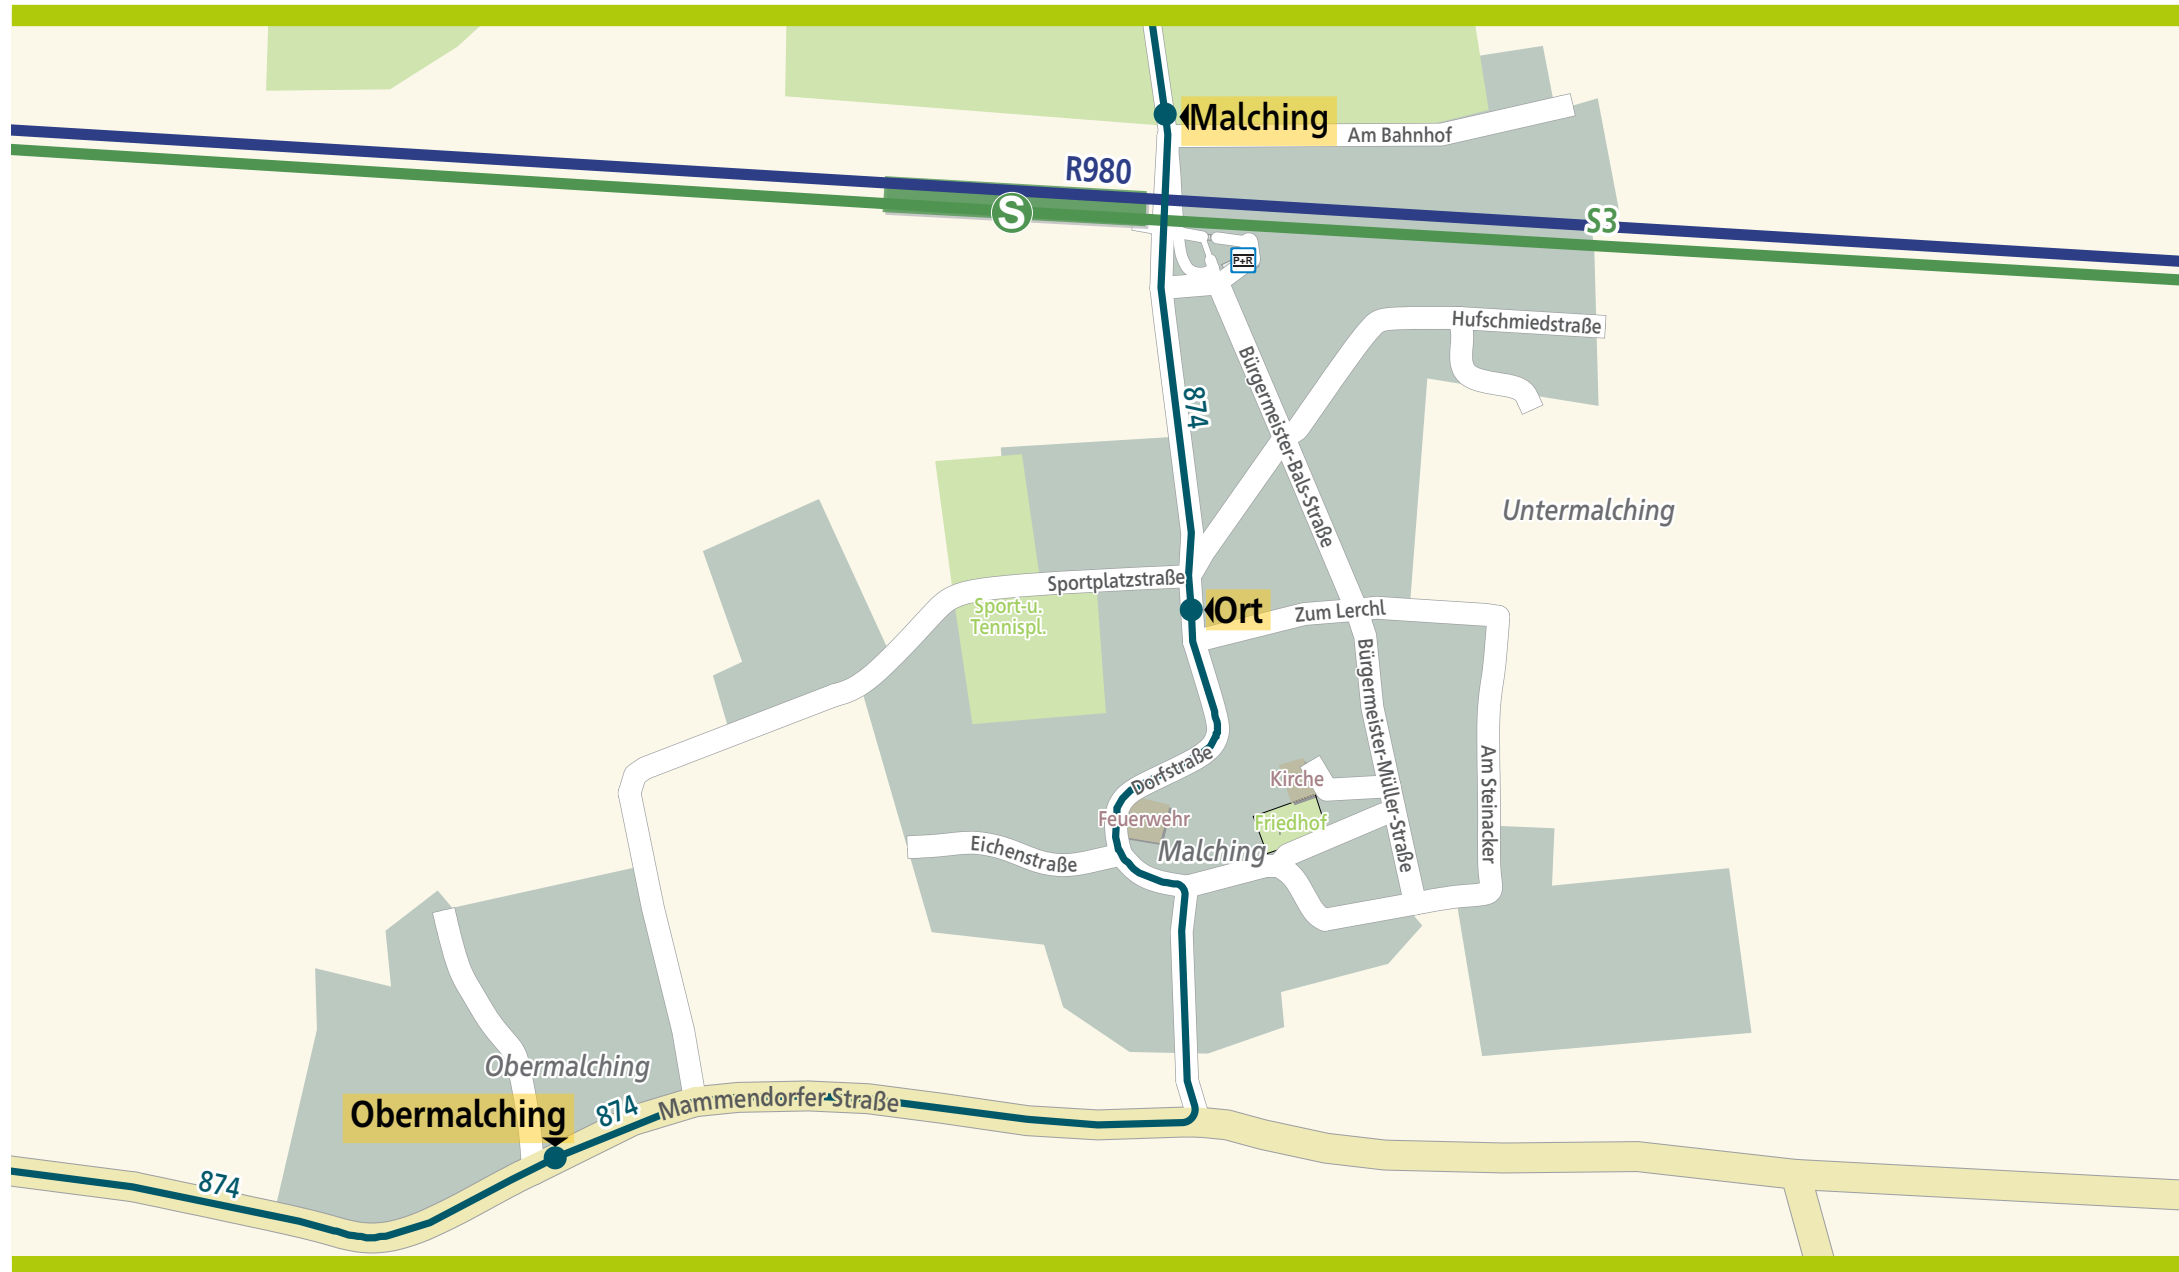 Malching
Am Bahnhof
R980
S
S3
P+R
Hufschmiedstraße
Bürgermeister-Bals-Straße
874
Untermalching
Sportplatzstraße
Sport-u.
Tennispl.
Ort
Zum Lerchl
Bürgermeister-Müller-Straße
Am Steinacker
Dorfstraße
Kirche
Feuerwehr
Friedhof
Malching
Eichenstraße
Obermalching
Obermalching
874
Mammendorfer Straße
874